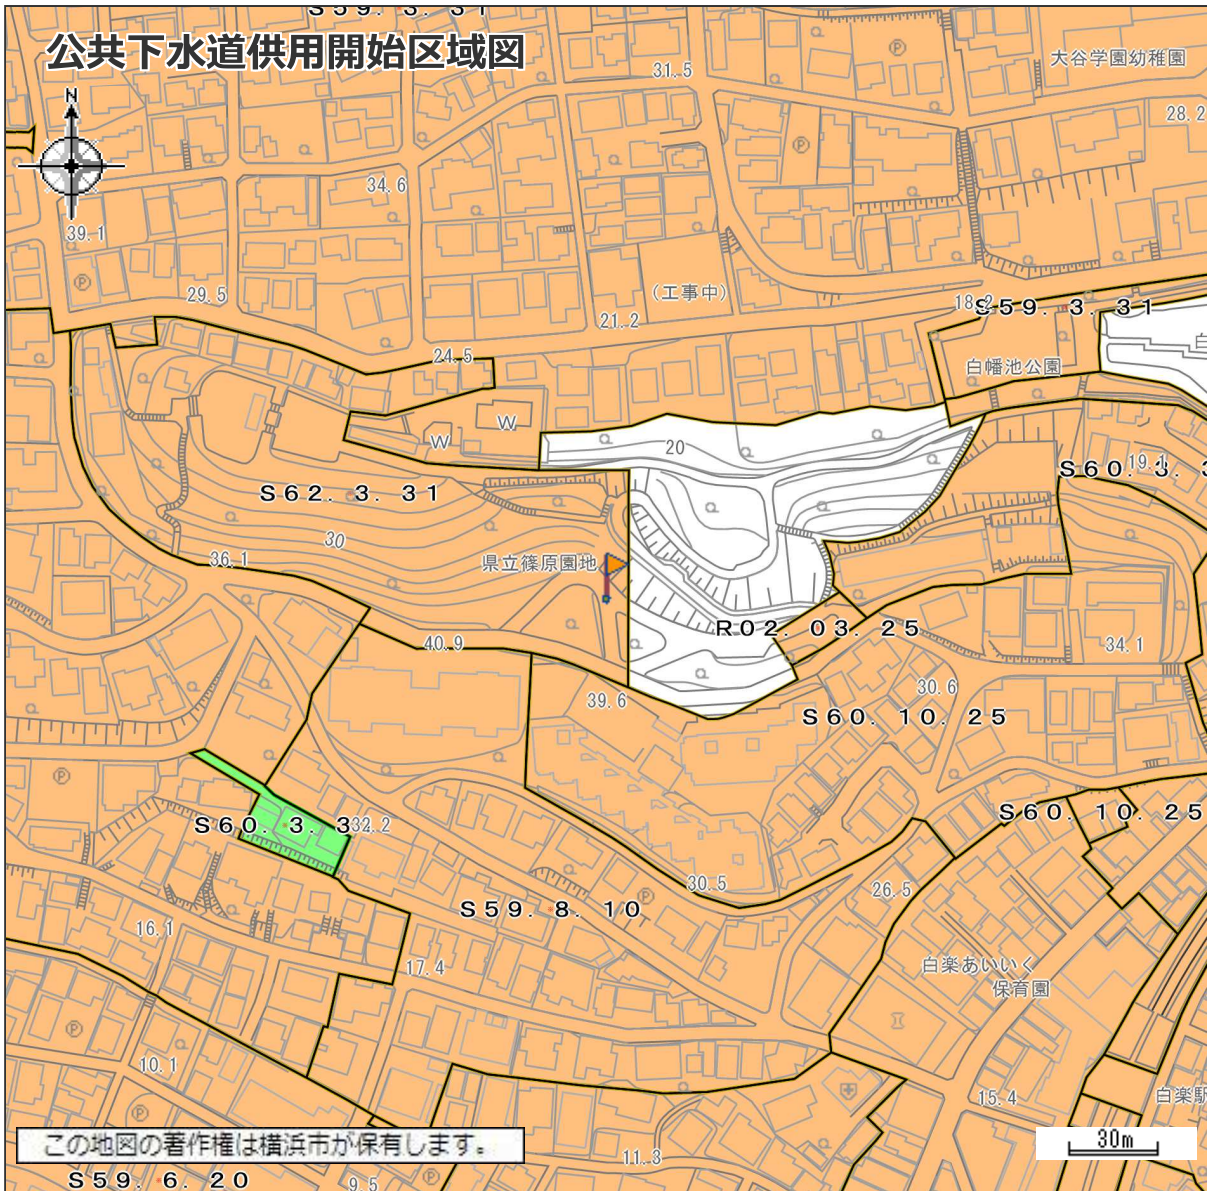 S59. 3. 31
公共下水道供用開始区域図
大谷学園幼稚園
31.5
P
28.2
N
P
34.6
39.1
P
29.5
(工事中)
18.2
S59. 3. 31
21.2
白
24.5
白幡池公園
W
W
20
S60. 3. 3
19.1
S62. 3. 31
30
36.1
県立篠原園地
R02. 03. 25
40.9
34.1
30.6
39.6
S60. 10. 25
P
S60. 3. 3
32.2
S60. 10. 25
30.5
P
26.5
S59. 8. 10
16.1
17.4
白楽あいいく
保育園
P
10.1
15.4
白楽駅
P
この地図の著作権は横浜市が保有します。
30m
11.3
S59. 6. 20
9.5
P